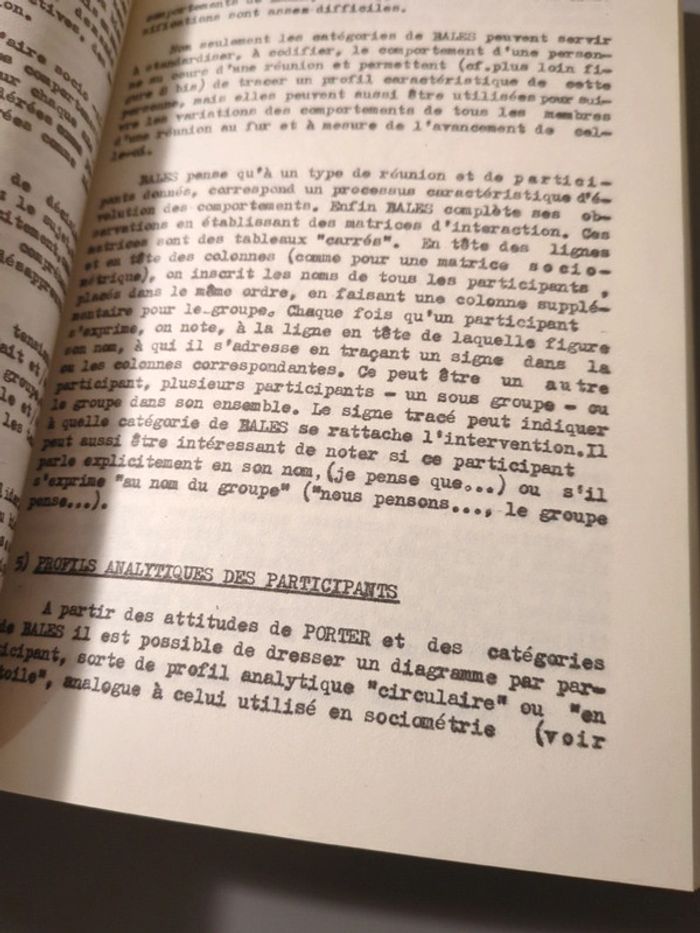 aire socio
chaque
de
tensi
ait et
groupe
comportements de
sifications sont assez difficiles.
Non seulement les catégories de BALES peuvent servir
à standardiser, à codifier, le comportement d'une person-
ne au cours d'une réunion et permettent (cf.plus loin fi-
gure 8 bis) de tracer un profil caractéristique de cette
personne, mais elles peuvent aussi être utilisées pour sui-
vre les variations des comportements de tous les membres
d'une réunion au fur et à mesure de l'avancement de cel-
le-ci.
BALES pense qu'à un type de réunion et de partici-
pants donnés, correspond un processus caractéristique d'é-
volution des comportements. Enfin BALES complète ses ob-
servations en établissant des matrices d'interaction. Ces
matrices sont des tableaux "carrés". En tête des lignes
et en tête des colonnes (comme pour une matrice socio-
métrique), on inscrit les noms de tous les participants,
placés dans le même ordre, en faisant une colonne supplé-
mentaire pour le groupe. Chaque fois qu'un participant
s'exprime, on note, à la ligne en tête de laquelle figure
son nom, à qui il s'adresse en traçant un signe dans la
ou les colonnes correspondantes. Ce peut être un autre
participant, plusieurs participants - un sous groupe - ou
le groupe dans son ensemble. Le signe tracé peut indiquer
à quelle catégorie de BALES se rattache l'intervention.Il
peut aussi être intéressant de noter si ce participant
parle explicitement en son nom,(je pense que...) ou s'il
s'exprime "au nom du groupe" ("nous pensons..., le groupe
pense...).
5) PROFILS ANALYTIQUES DES PARTICIPANTS
A partir des attitudes de PORTER et des catégories
de BALES il est possible de dresser un diagramme par par-
ticipant, sorte de profil analytique "circulaire" ou "en
toile", analogue à celui utilisé en sociométrie (voir